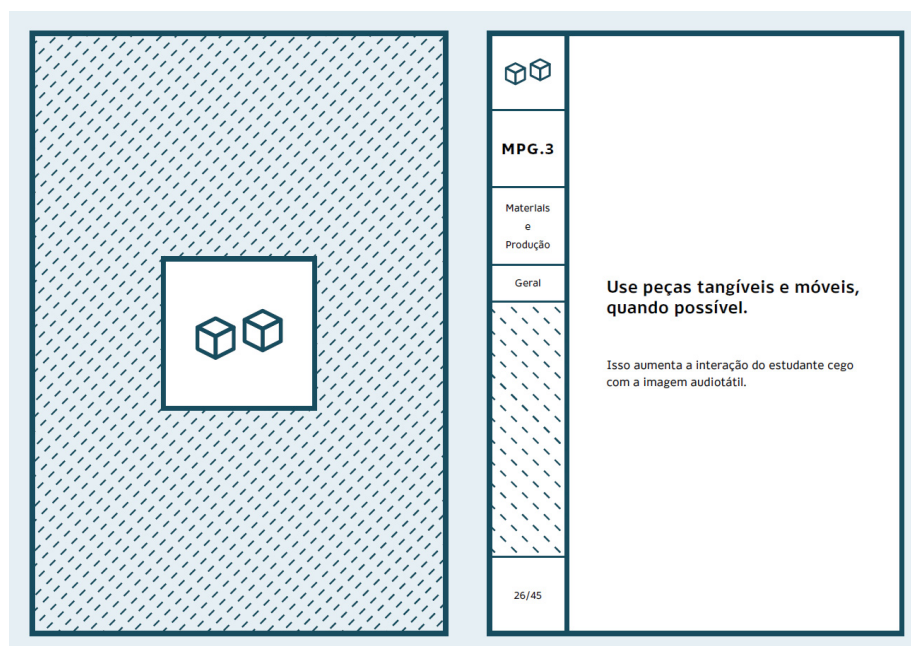 MPG.3
Materiais
e
Produção
Geral
26/45
Use peças tangíveis e móveis,
quando possível.
Isso aumenta a interação do estudante cego
com a imagem audiotátil.